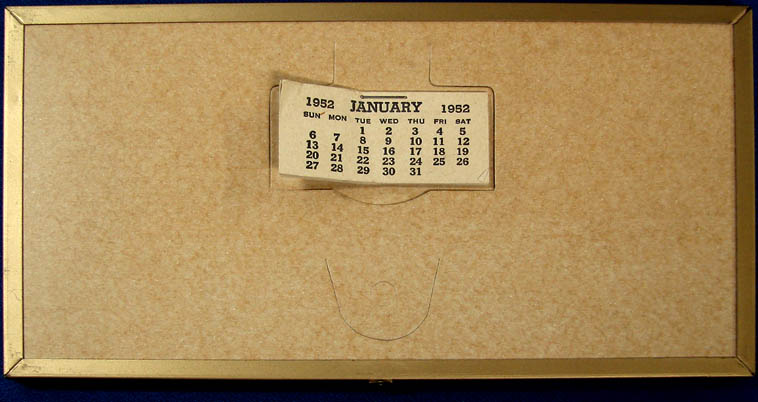 1952 JANUARY 1952
SUN MON TUE WED THU FRI SAT
1 2 3 4 5
6 7 8 9 10 11 12
13 14 15 16 17 18 19
20 21 22 23 24 25 26
27 28 29 30 31